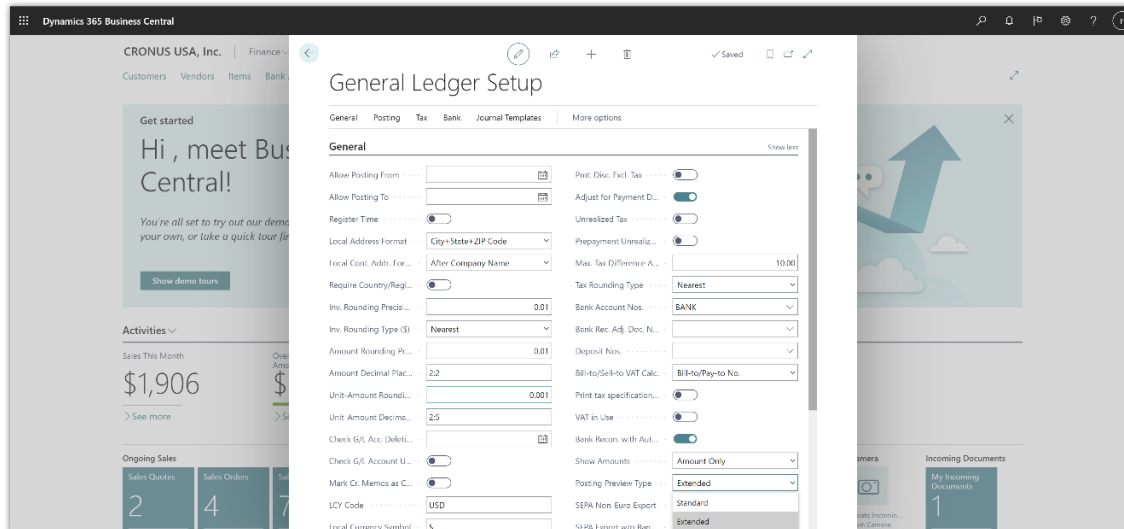 Dynamics 365 Business Central
CRONUS USA, Inc. Finance
Customers Vendors Items Bank
Get started
Hi , meet Bus
Central!
You're all set to try out our demo
your own, or take a quick tour fir
Show demo tours
Activities
Sales This Month
$1,906
See more
Over
Amo
$
Ongoing Sales
Sales Quotes
2
Sales Orders
4
Saved
General Ledger Setup
General Posting Tax Bank Journal Templates More options
General Show less
Allow Posting From
Allow Posting To
Register Time
Local Address Format City+State+ZIP Code
Local Cont. Addr. For... After Company Name
Require Country/Regi...
Inv. Rounding Precisi... 0.01
Inv. Rounding Type ($) Nearest
Amount Rounding Pr... 0.01
Amount Decimal Plac... 2:2
Unit-Amount Roundi... 0.001
Unit-Amount Decima... 2:5
Check G/L Acc. Deleti...
Check G/L Account U...
Mark Cr. Memos as C...
LCY Code USD
Local Currency Symbol $
Pmt. Disc. Excl. Tax
Adjust for Payment D...
Unrealized Tax
Prepayment Unrealiz...
Max. Tax Difference A... 10.00
Tax Rounding Type Nearest
Bank Account Nos. BANK
Bank Rec. Adj. Doc. N...
Deposit Nos.
Bill-to/Sell-to VAT Calc. Bill-to/Pay-to No.
Print tax specification...
VAT in Use
Bank Recon. with Aut...
Show Amounts Amount Only
Posting Preview Type Extended
Standard
Extended
SEPA Non-Euro Export
SEPA Export w/o Ban...
amera
Incoming Documents
My Incoming
Documents
1